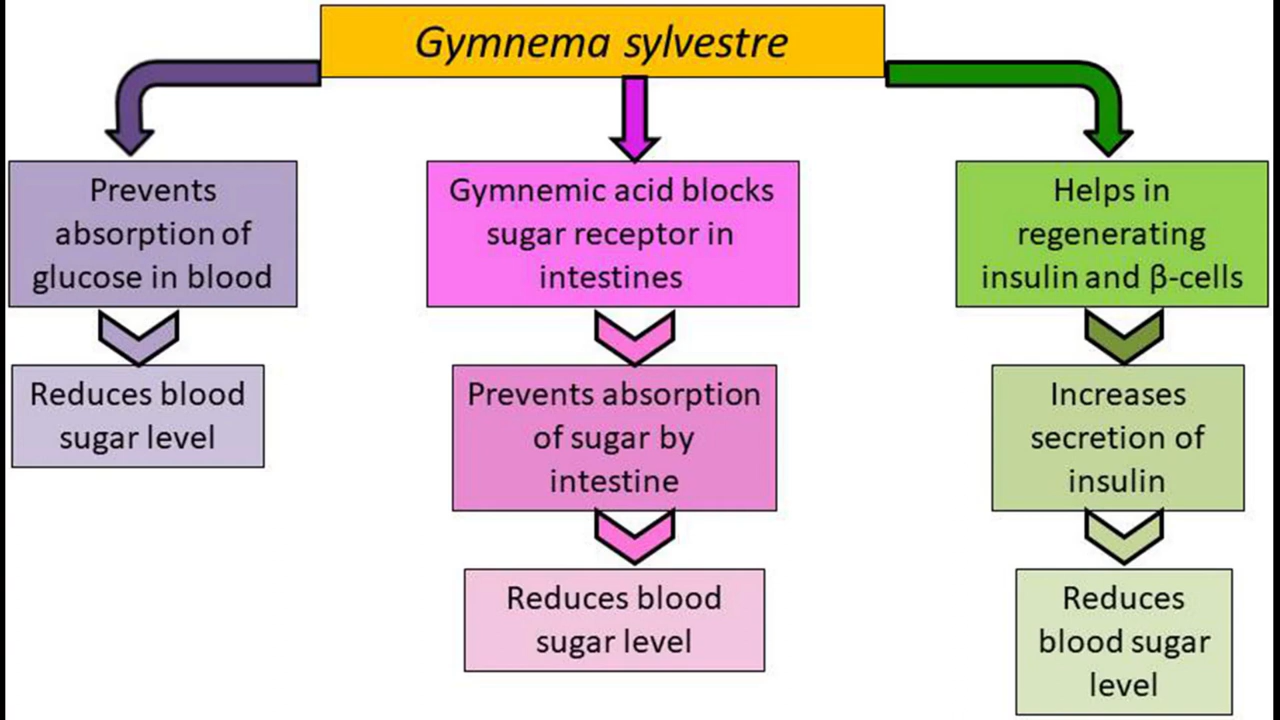 Gymnema sylvestre
Prevents
absorption of
glucose in blood
Reduces blood
sugar level
Gymnemic acid blocks
sugar receptor in
intestines
Prevents absorption
of sugar by
intestine
Reduces blood
sugar level
Helps in
regenerating
insulin and β-cells
Increases
secretion of
insulin
Reduces
blood sugar
level